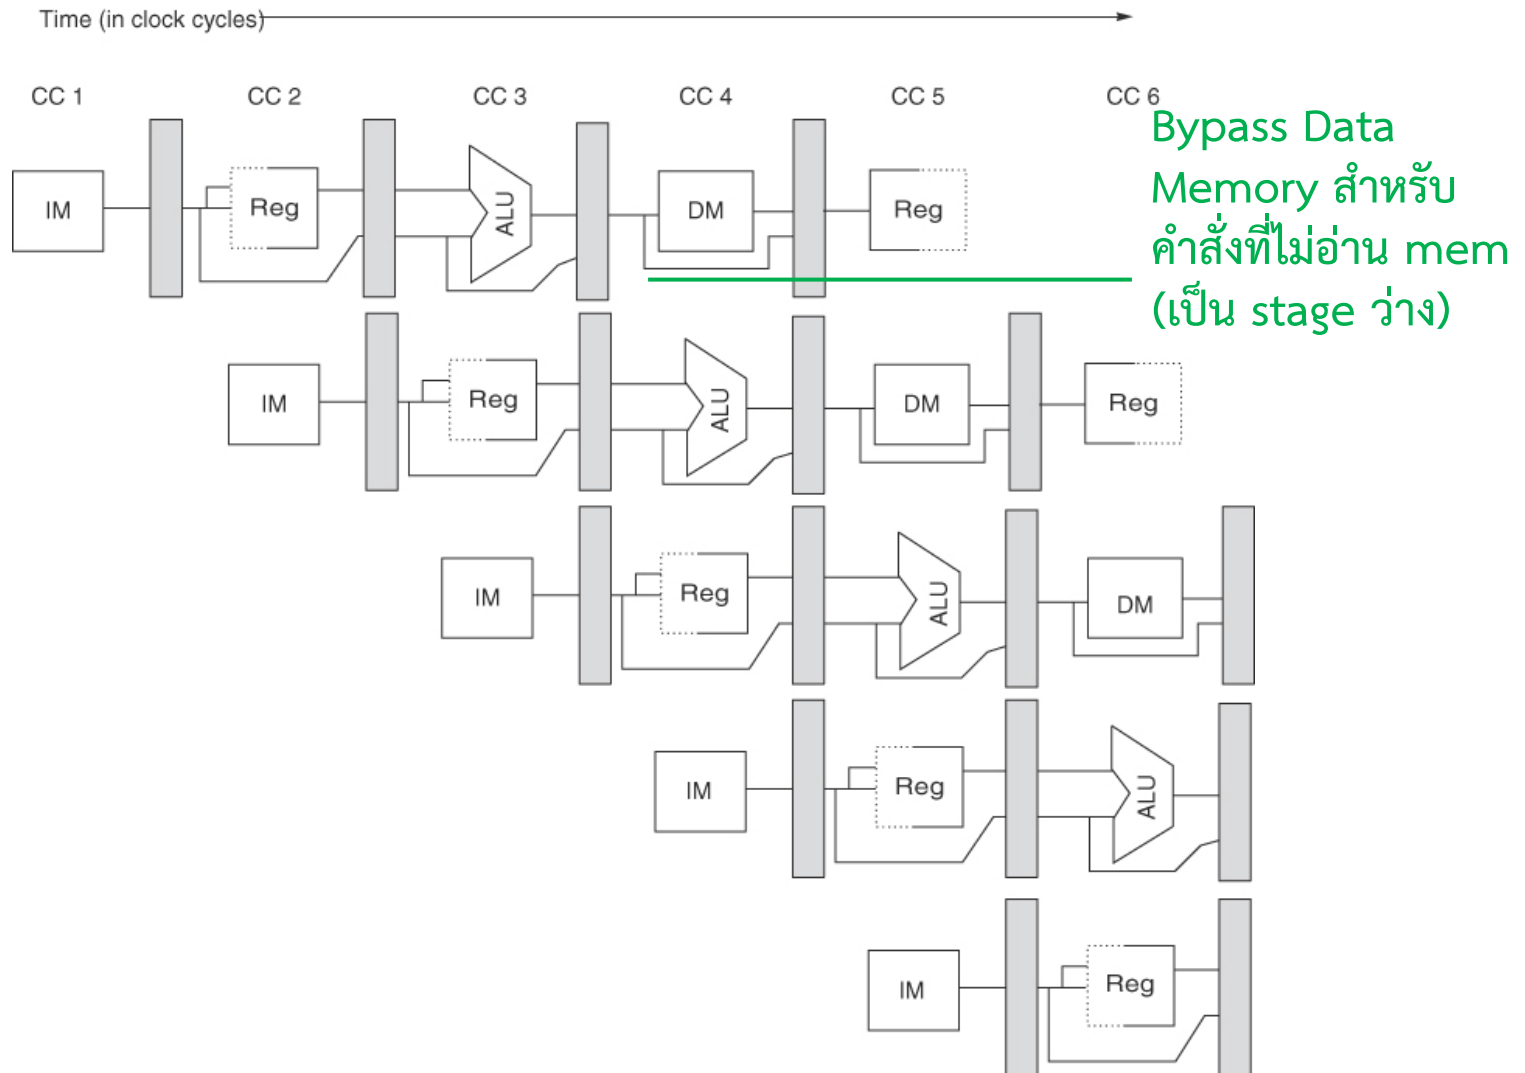 Time (in clock cycles)
CC 1 CC 2 CC 3 CC 4 CC 5 CC 6
Bypass Data
Memory สำหรับ
คำสั่งที่ไม่อ่าน mem
(เป็น stage ว่าง)
IM Reg ALU DM Reg
IM Reg ALU DM Reg
IM Reg ALU DM
IM Reg ALU
IM Reg